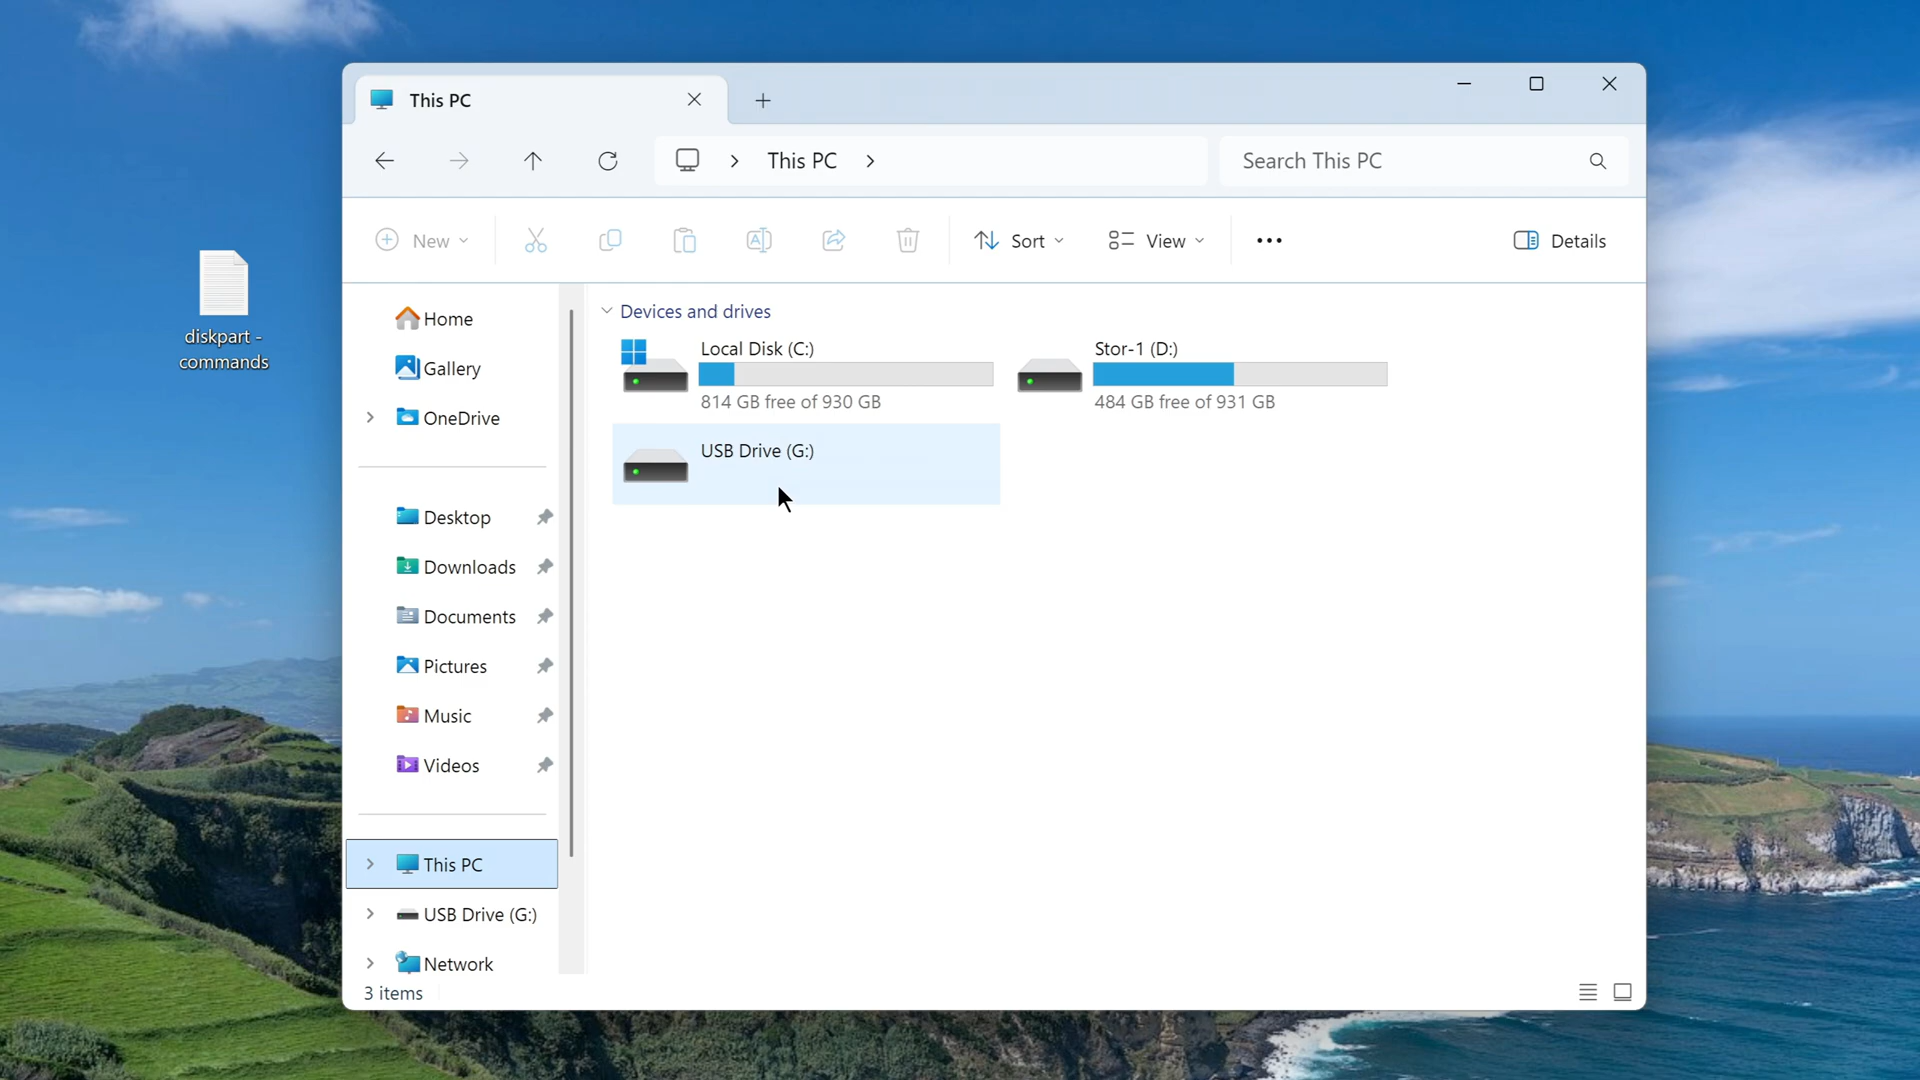 This PC
This PC
Search This PC
New
Sort
View
Details
diskpart -
commands
Home
Gallery
OneDrive
Desktop
Downloads
Documents
Pictures
Music
Videos
This PC
USB Drive (G:)
Network
Devices and drives
Local Disk (C:)
814 GB free of 930 GB
Stor-1 (D:)
484 GB free of 931 GB
USB Drive (G:)
3 items